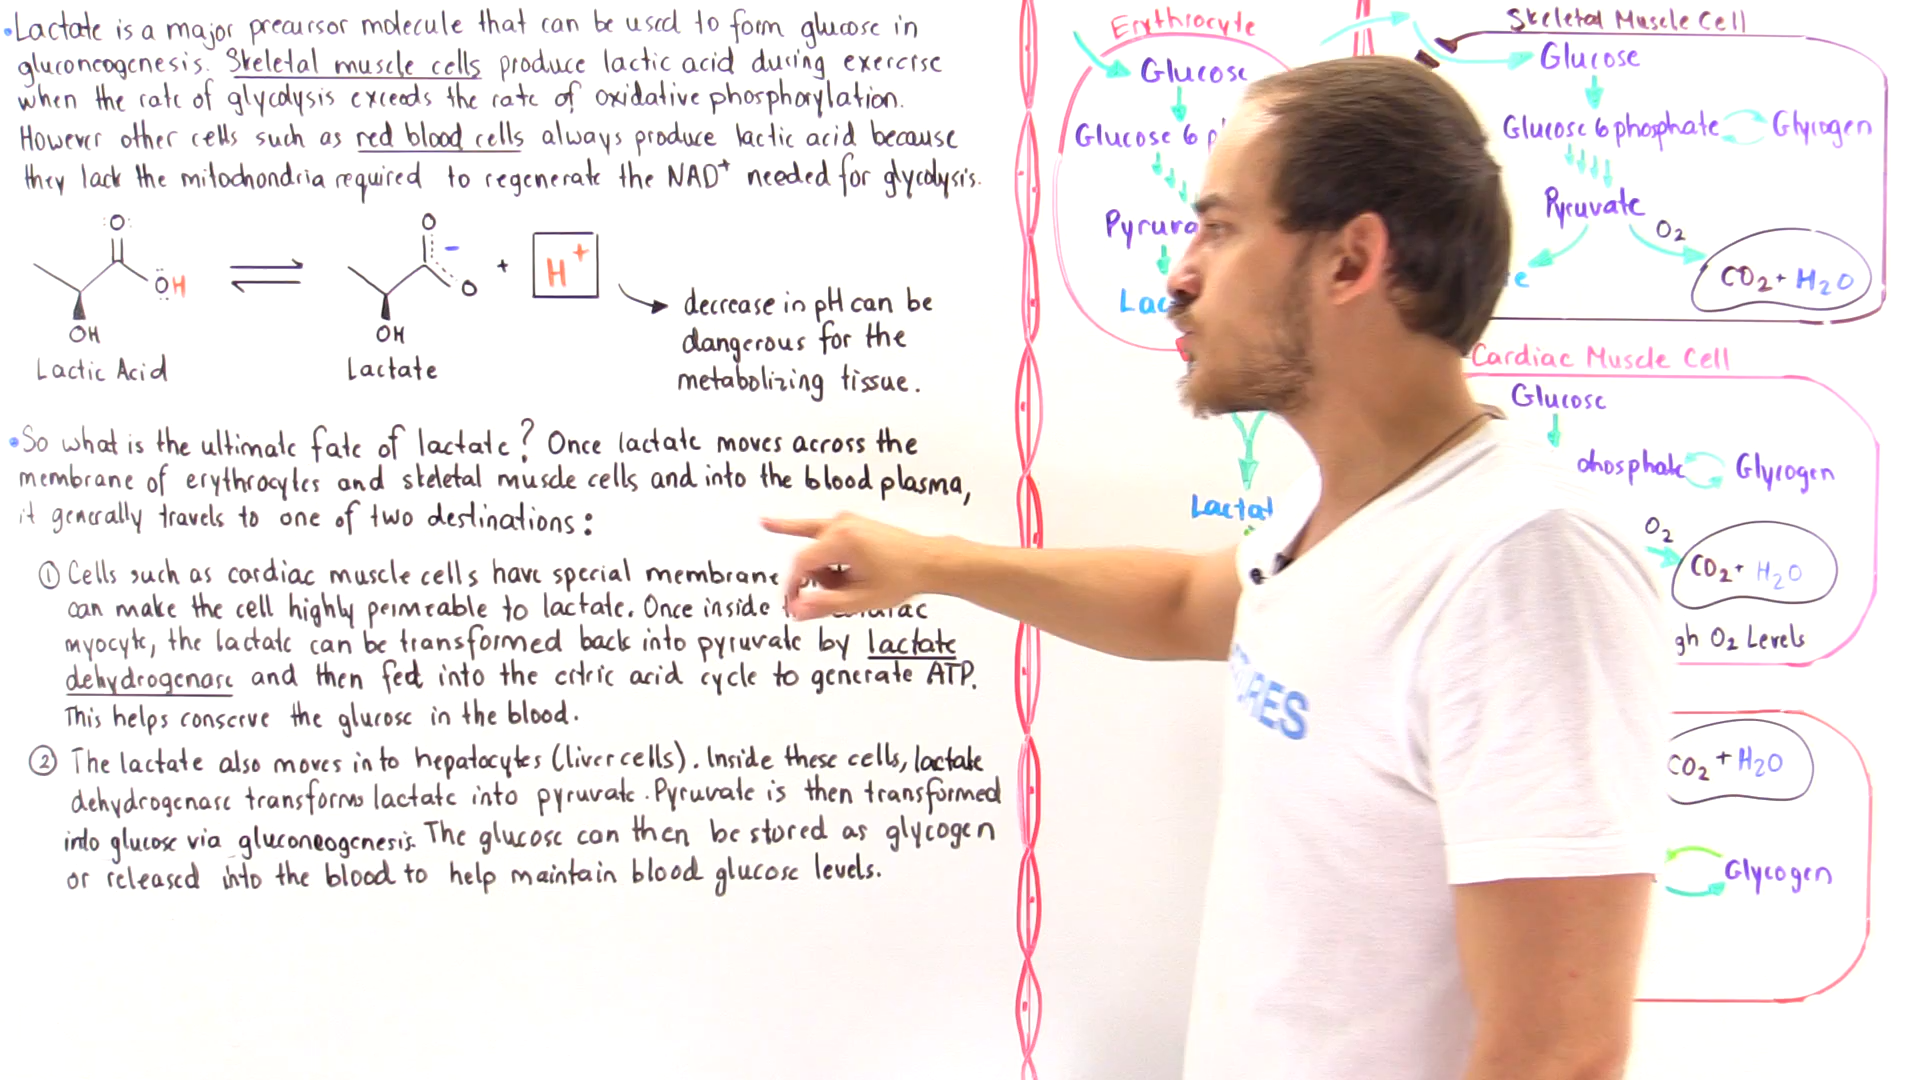 •Lactate is a major precursor molecule that can be used to form glucose in
gluconeogenesis. Skeletal muscle cells produce lactic acid during exercise
when the rate of glycolysis exceeds the rate of oxidative phosphorylation.
However other cells such as red blood cells always produce lactic acid because
they lack the mitochondria required to regenerate the NAD+ needed for glycolysis.
O
O
-
OH
O
+
H+
OH
OH
Lactic Acid
Lactate
decrease in pH can be
dangerous for the
metabolizing tissue.
•So what is the ultimate fate of lactate? Once lactate moves across the
membrane of erythrocytes and skeletal muscle cells and into the blood plasma,
it generally travels to one of two destinations:
① Cells such as cardiac muscle cells have special membrane
can make the cell highly permeable to lactate. Once inside
myocyte, the lactate can be transformed back into pyruvate by lactate
dehydrogenase and then fed into the citric acid cycle to generate ATP.
This helps conserve the glucose in the blood.
② The lactate also moves into hepatocytes (liver cells). Inside these cells, lactate
dehydrogenase transforms lactate into pyruvate. Pyruvate is then transformed
into glucose via gluconeogenesis. The glucose can then be stored as glycogen
or released into the blood to help maintain blood glucose levels.
Erythrocyte
Glucose
Glucose 6
Skeletal Muscle Cell
Glucose
Glucose 6 phosphate
Glycogen
Pyruvate
O2
CO2 + H2O
Cardiac Muscle Cell
Glucose
Glycogen
O2
CO2 + H2O
O2 Levels
CO2 + H2O
Glycogen